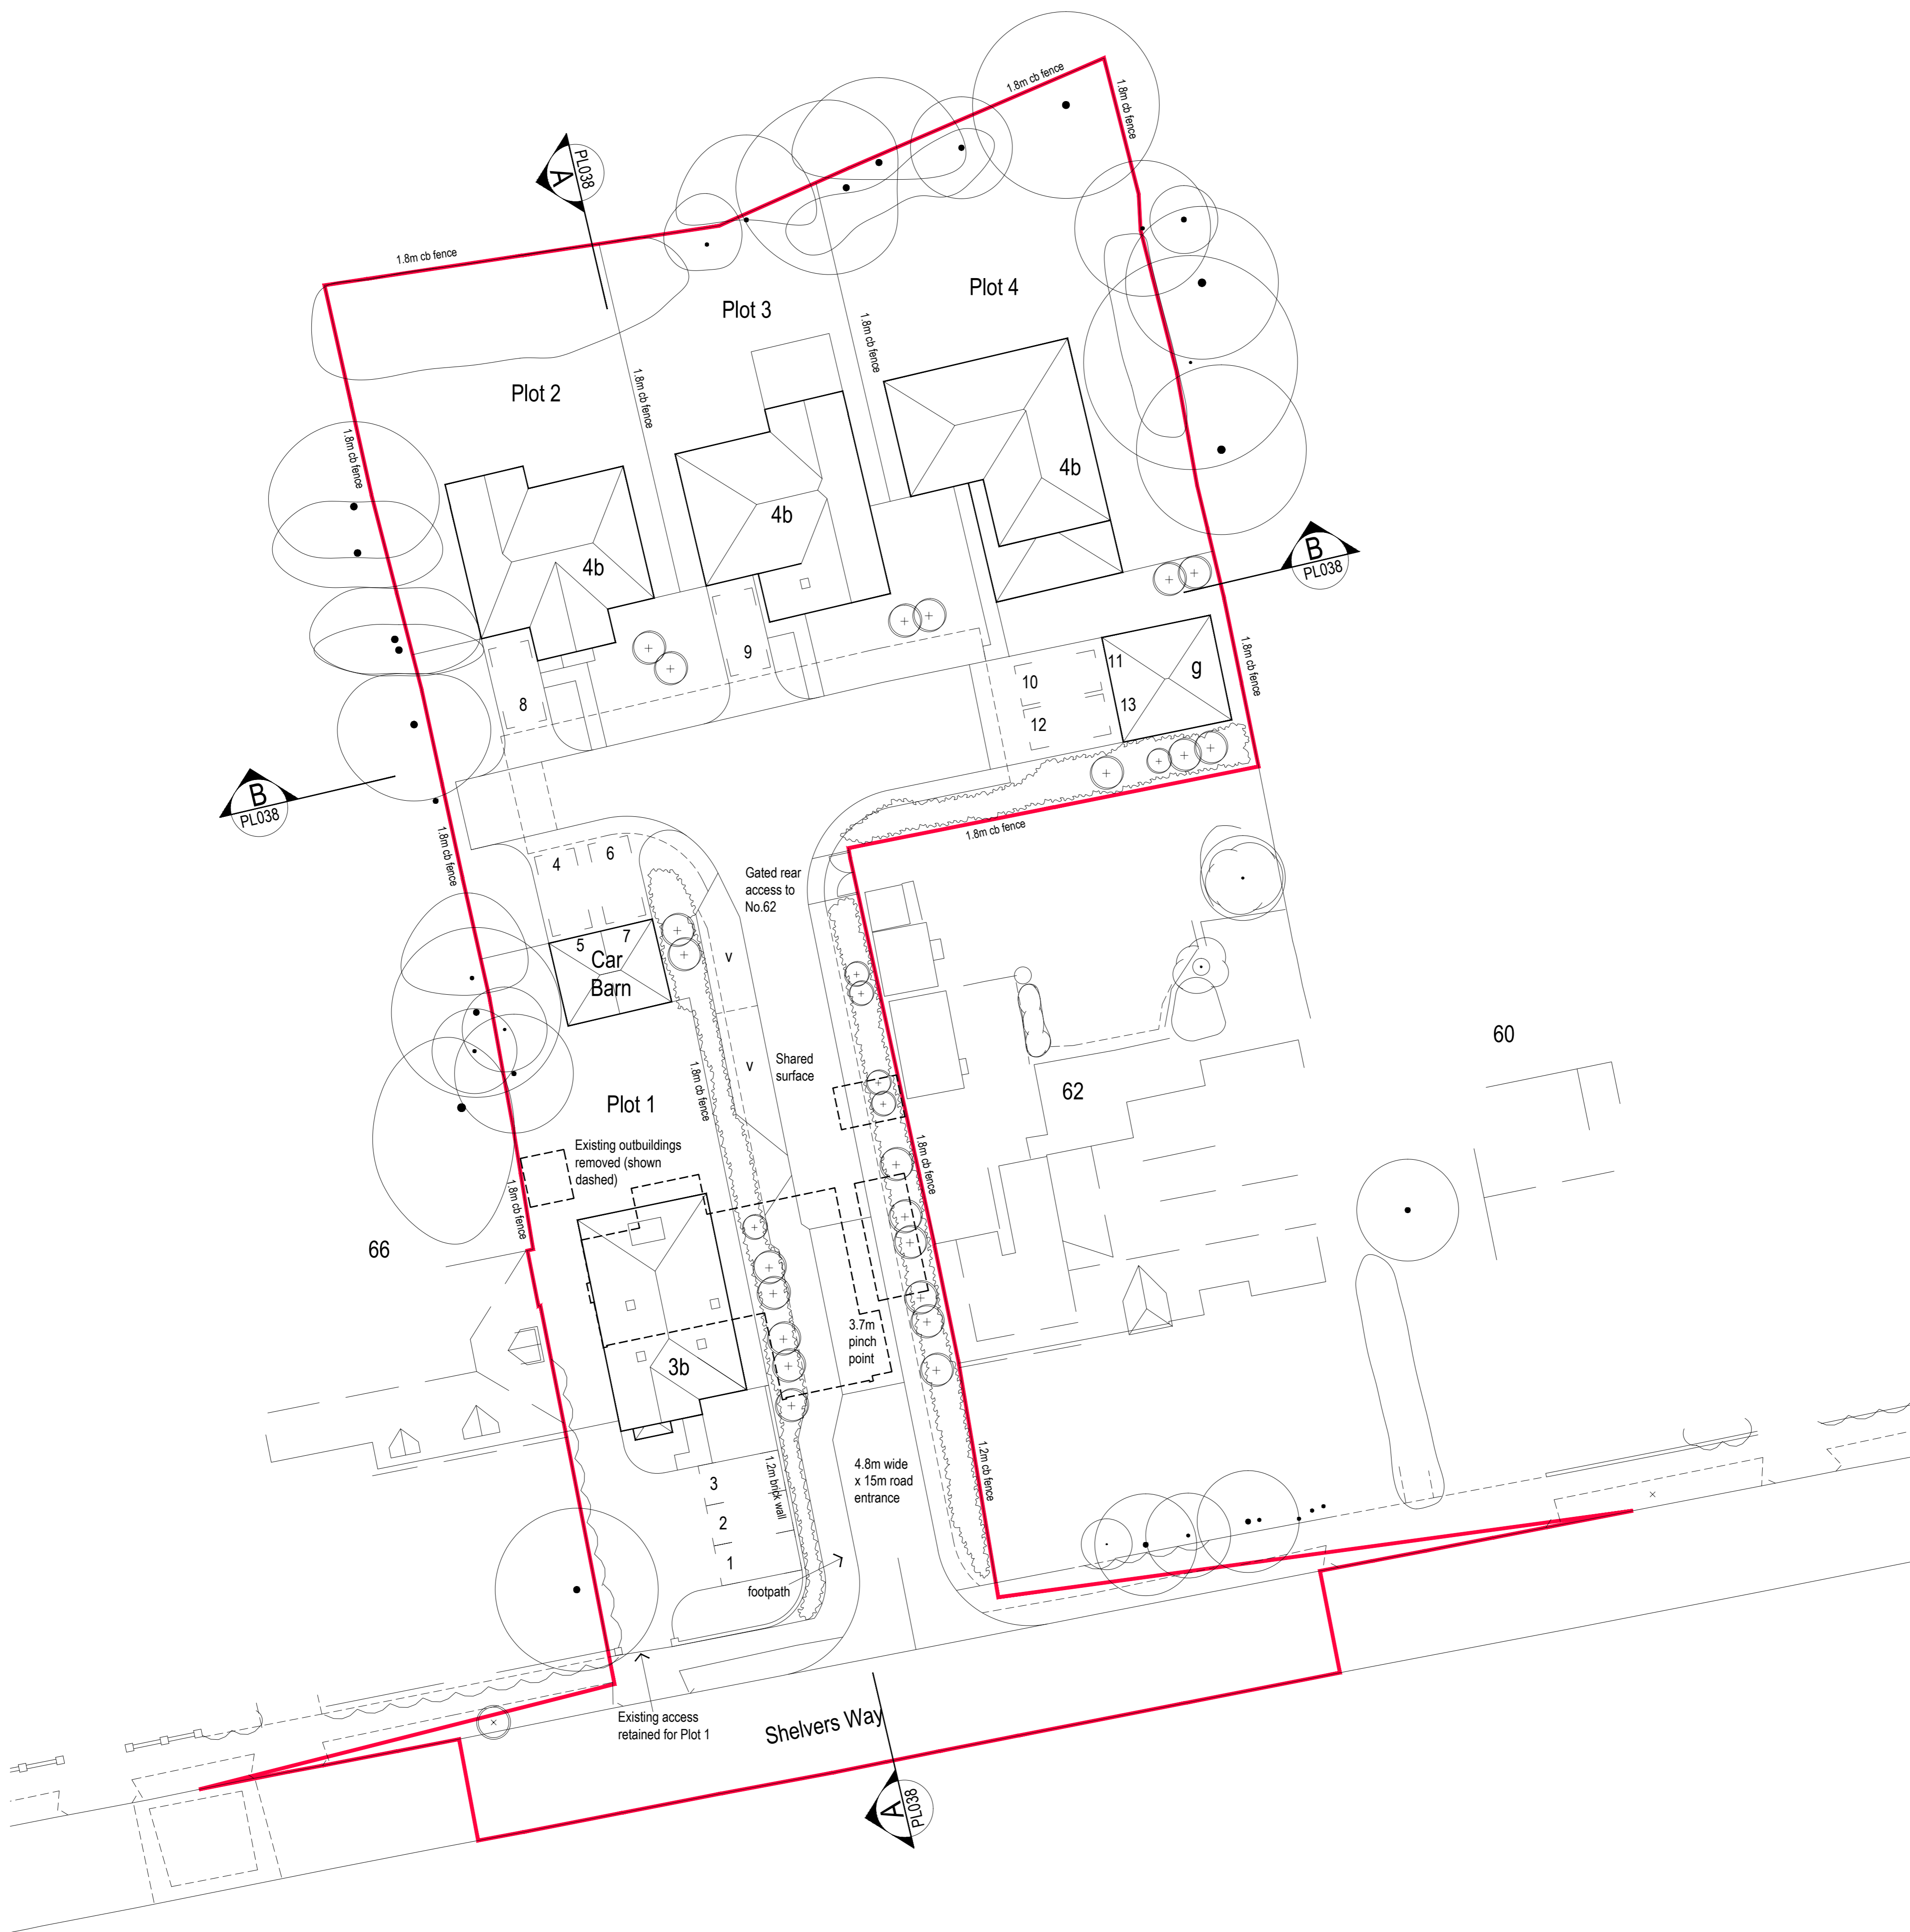 1.8m cb fence
1.8m cb fence
PL038
A
1.8m cb fence
Plot 4
Plot 3
1.8m cb fence
Plot 2
1.8m cb fence
1.8m cb fence
4b
4b
4b
B
PL038
9
8
10
11
12
13
g
1.8m cb fence
B
PL038
1.8m cb fence
4
6
5
7
Car
Barn
1.8m cb fence
Gated rear
access to
No.62
v
v
Shared
surface
60
62
Plot 1
1.8m cb fence
Existing outbuildings
removed (shown
dashed)
1.8m cb fence
1.8m cb fence
66
3.7m
pinch
point
3b
1.2m brick wall
4.8m wide
x 15m road
entrance
1.2m cb fence
3
2
1
footpath
Existing access
retained for Plot 1
Shelvers Way
A
PL038